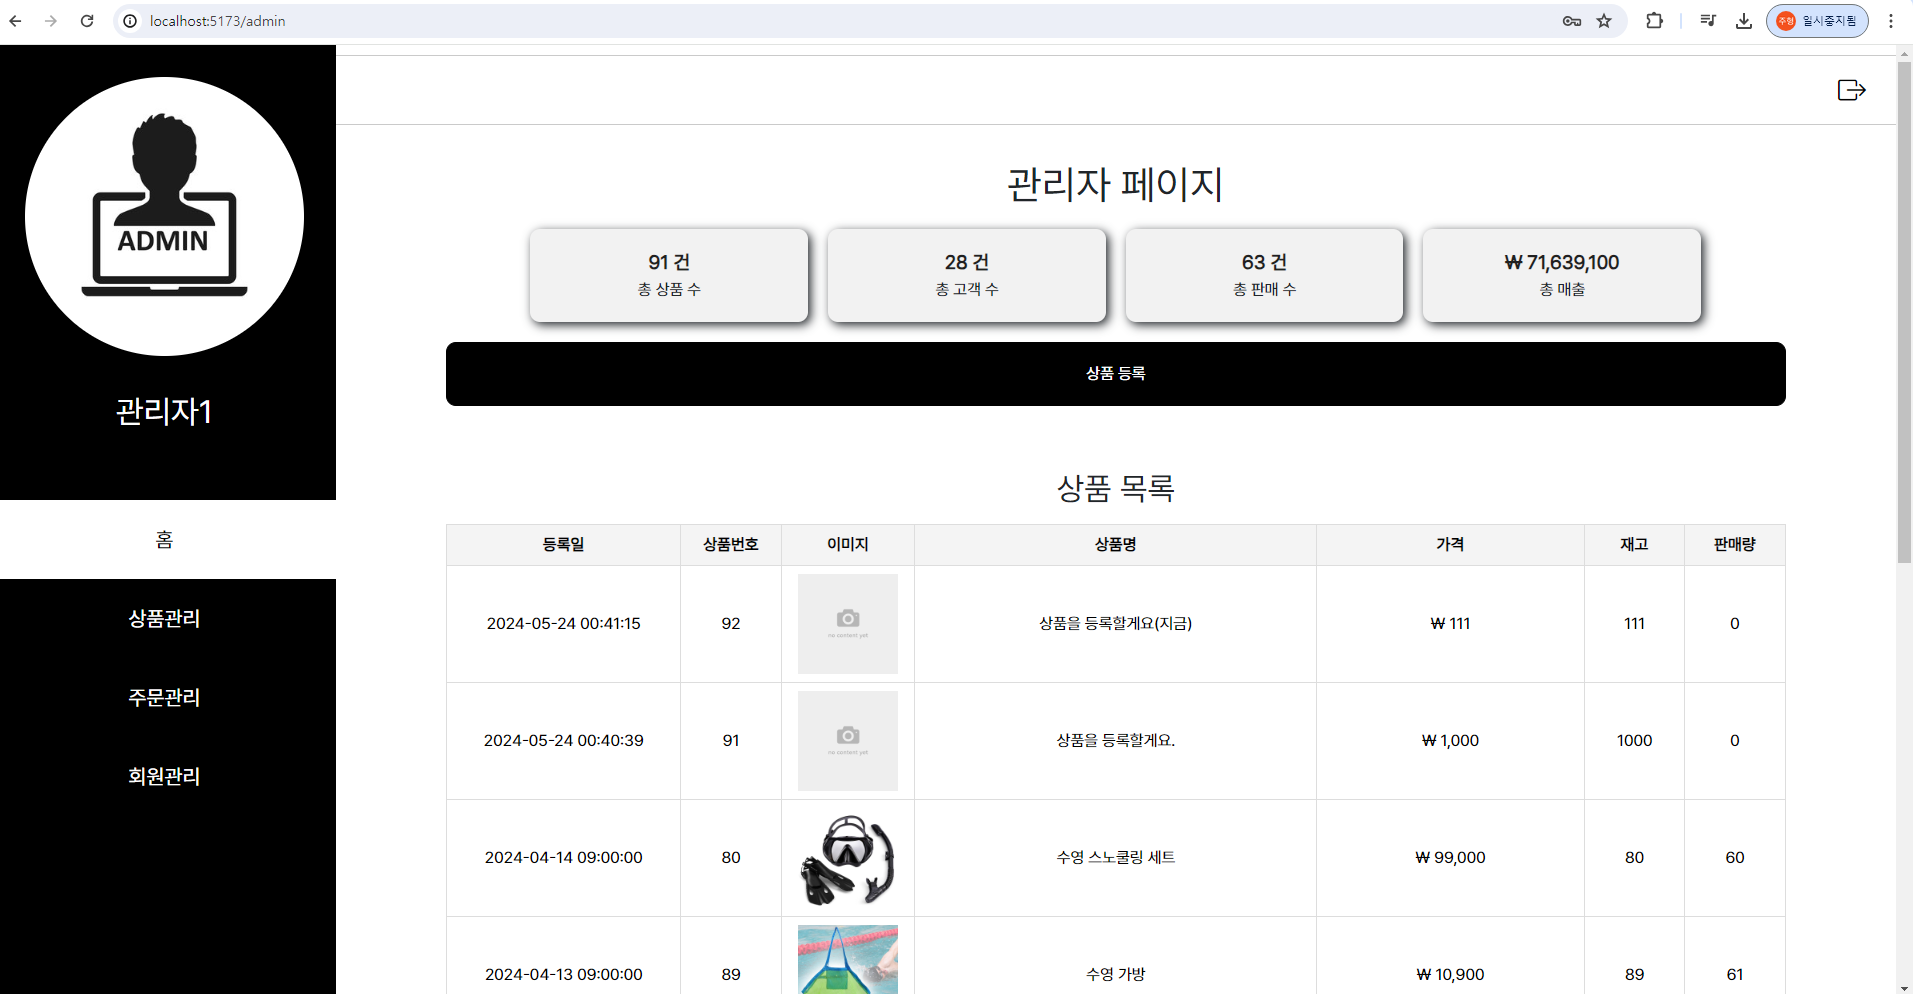 localhost:5173/admin
주형 일시중지됨
ADMIN
관리자1
홈
상품관리
주문관리
회원관리
관리자 페이지
91 건
총 상품 수
28 건
총 고객 수
63 건
총 판매 수
₩ 71,639,100
총 매출
상품 등록
상품 목록
등록일 상품번호 이미지 상품명 가격 재고 판매량
2024-05-24 00:41:15 92 no content yet 상품을 등록할게요(지금) ₩ 111 111 0
2024-05-24 00:40:39 91 no content yet 상품을 등록할게요. ₩ 1,000 1000 0
2024-04-14 09:00:00 80 수영 스노쿨링 세트 ₩ 99,000 80 60
2024-04-13 09:00:00 89 수영 가방 ₩ 10,900 89 61